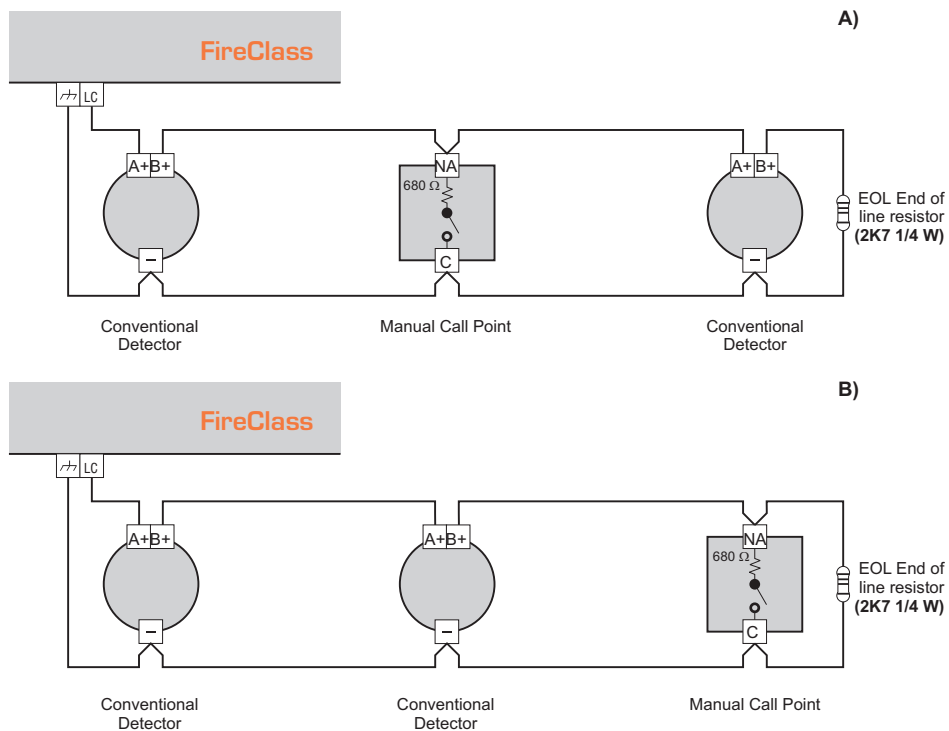 A)
FireClass
LC
A+ B+
NA
A+ B+
680 Ω
EOL End of
line resistor
(2K7 1/4 W)
–
C
–
Conventional
Detector
Manual Call Point
Conventional
Detector
B)
FireClass
LC
A+ B+
A+ B+
NA
680 Ω
EOL End of
line resistor
(2K7 1/4 W)
–
–
C
Conventional
Detector
Conventional
Detector
Manual Call Point